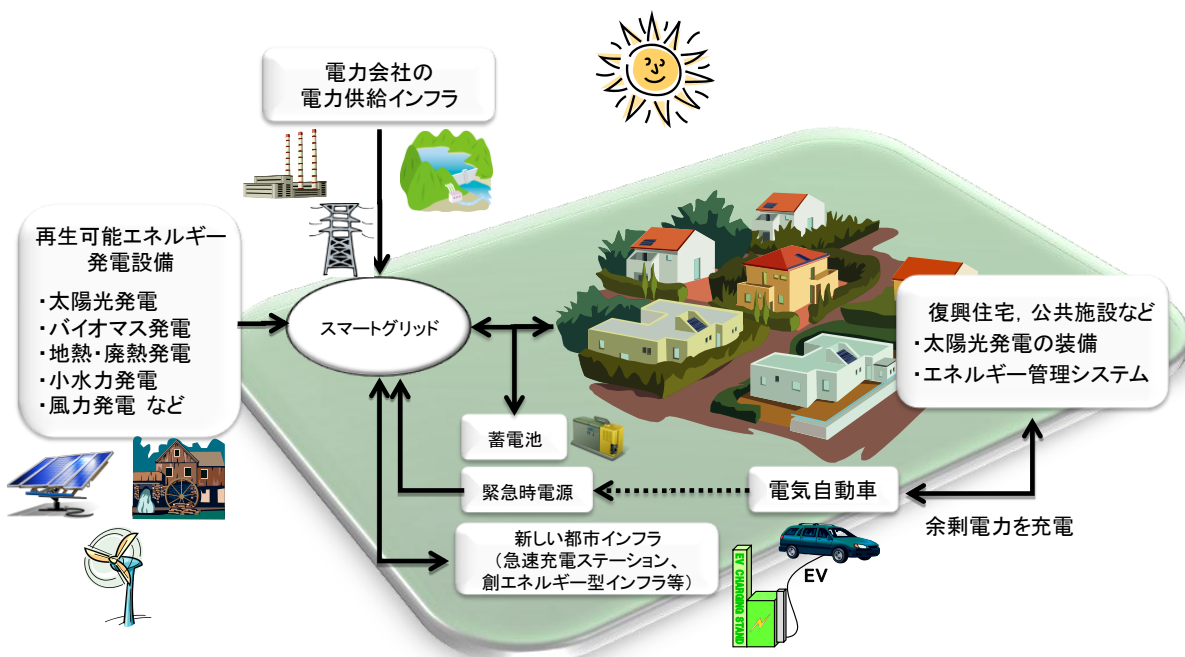 電力会社の
電力供給インフラ
再生可能エネルギー
発電設備
・太陽光発電
・バイオマス発電
・地熱・廃熱発電
・小水力発電
・風力発電 など
スマートグリッド
復興住宅, 公共施設など
・太陽光発電の装備
・エネルギー管理システム
蓄電池
緊急時電源
電気自動車
余剰電力を充電
新しい都市インフラ
(急速充電ステーション、
創エネルギー型インフラ等)
EV
EV CHARGING STAND